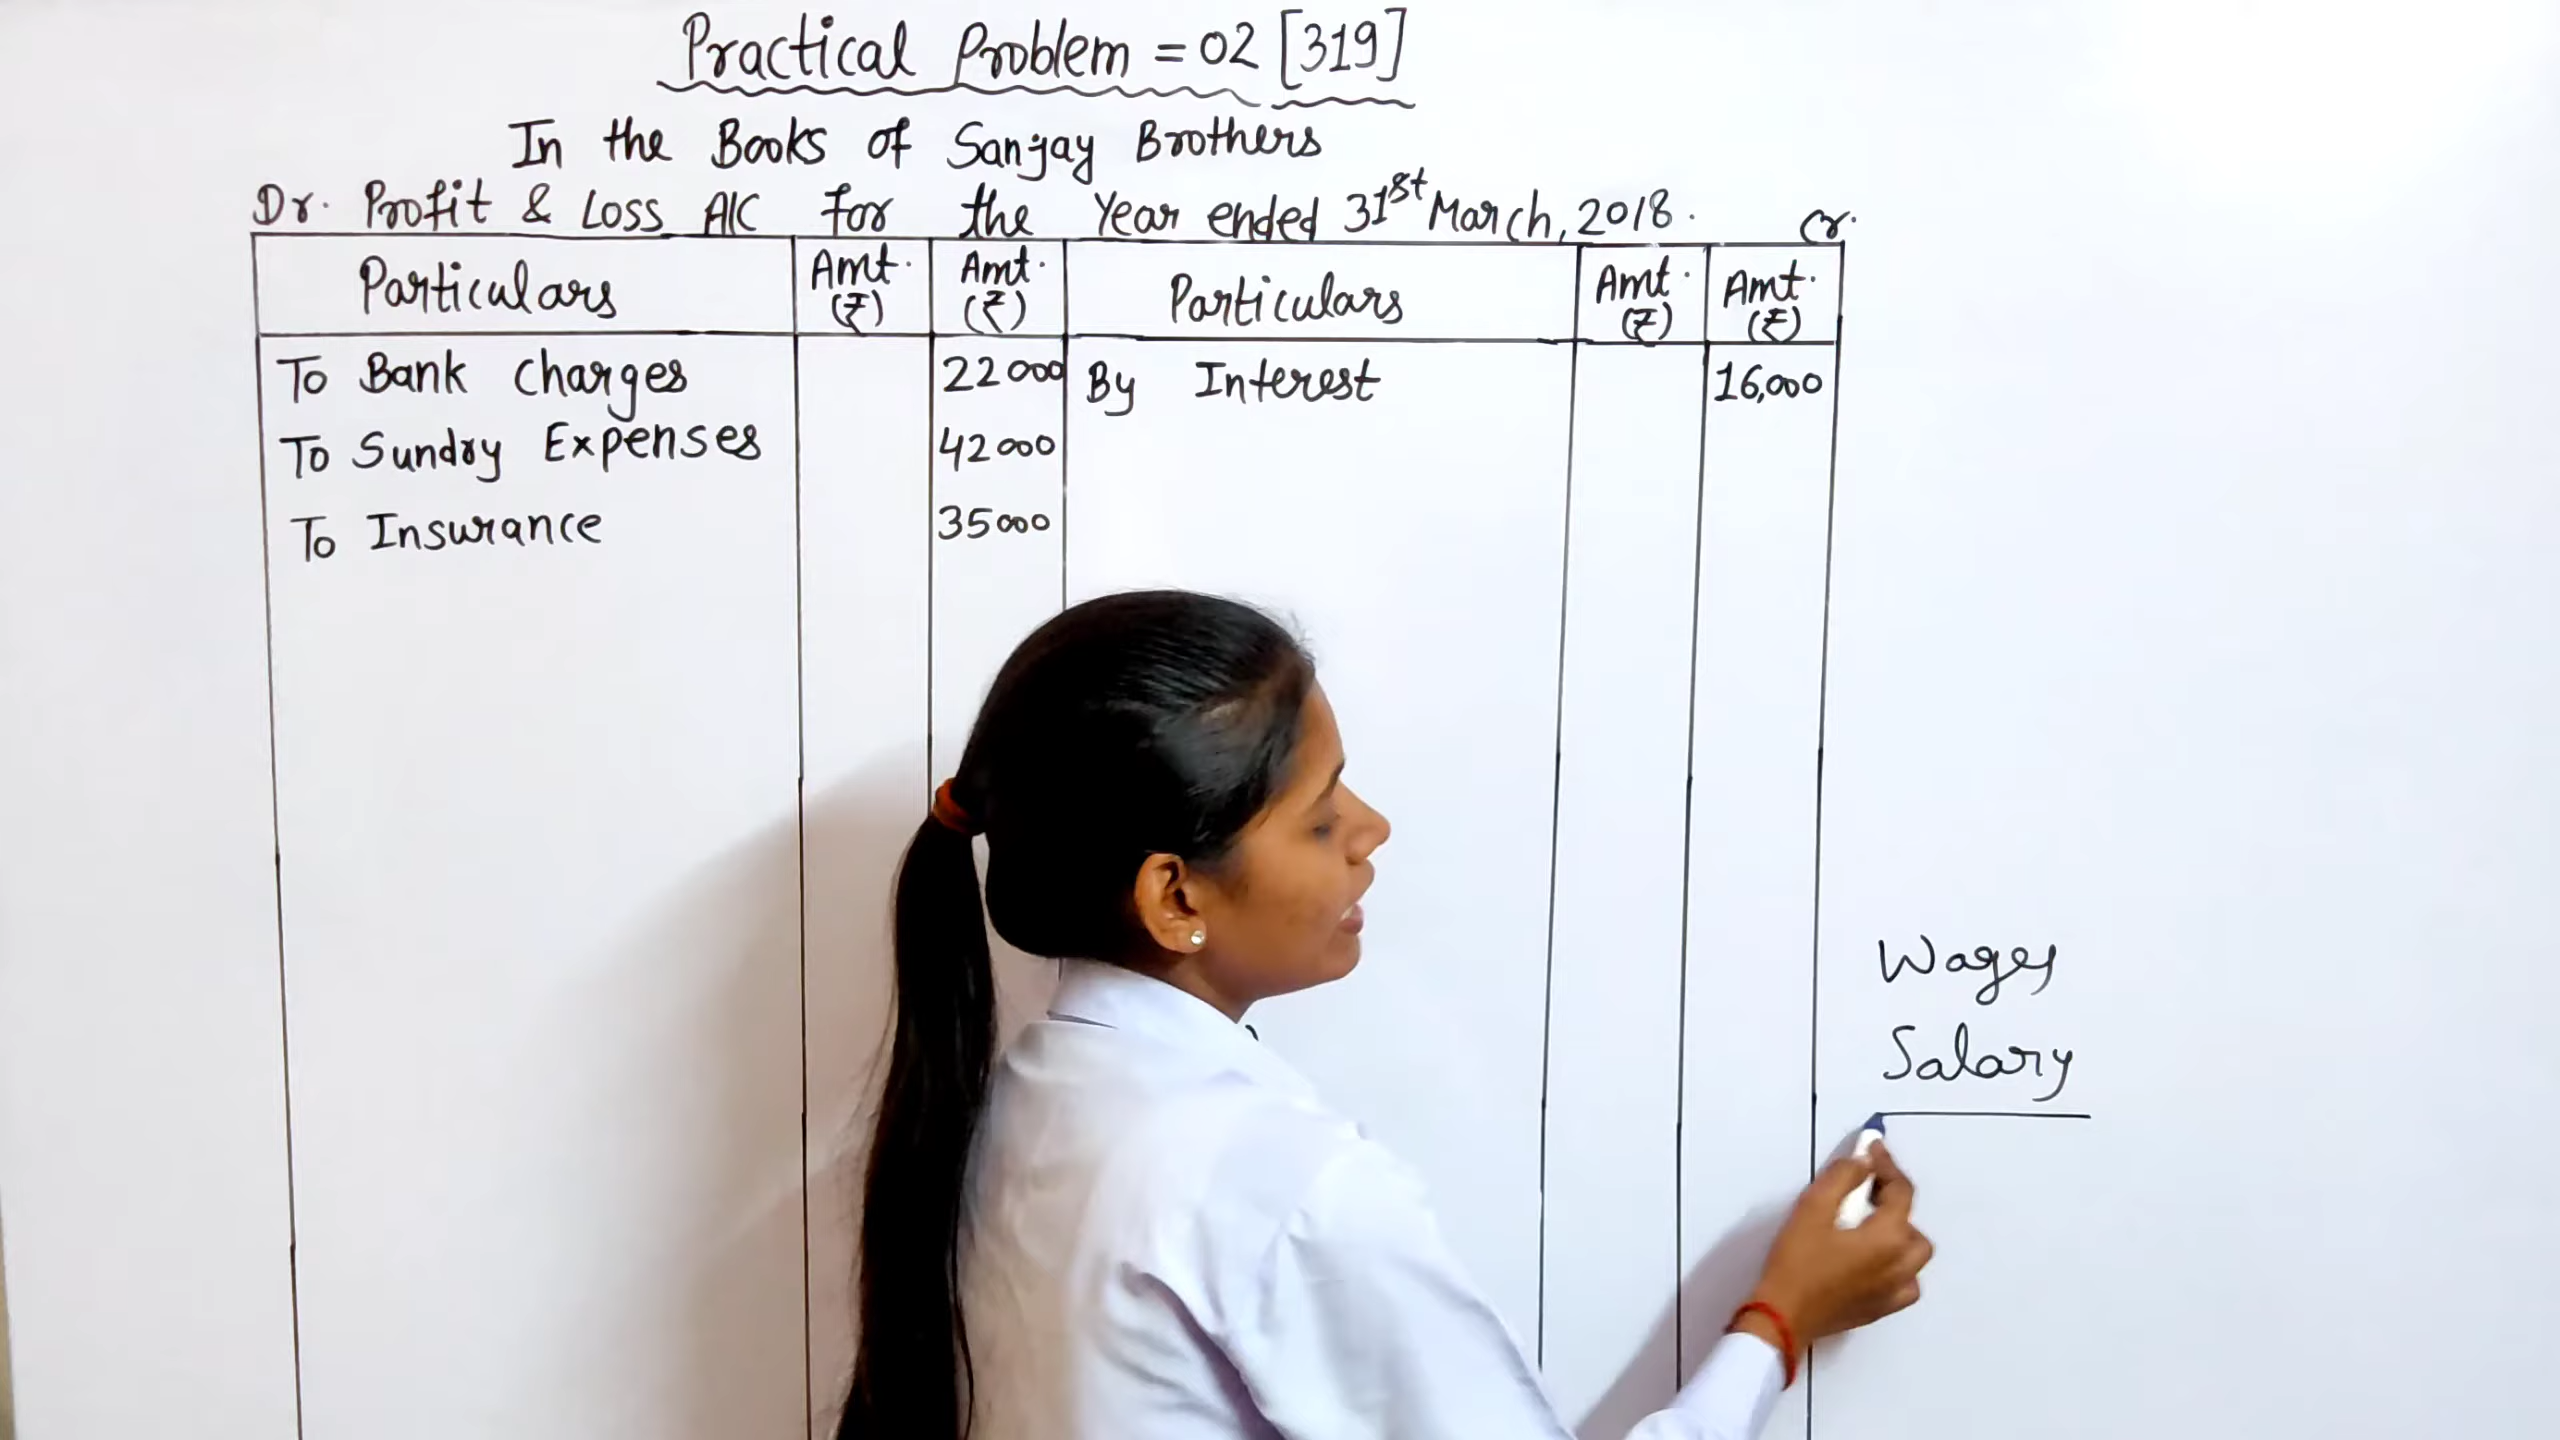 Practical Problem = 02 [319]
In the Books of Sanjay Brothers
Dr. Profit & Loss A/C for the Year ended 31st March, 2018. Cr.
Particulars Amt. (₹) Amt. (₹) Particulars Amt. (₹) Amt. (₹)
To Bank Charges 22000 By Interest 16,000
To Sundry Expenses 42000
To Insurance 35000
Wages
Salary